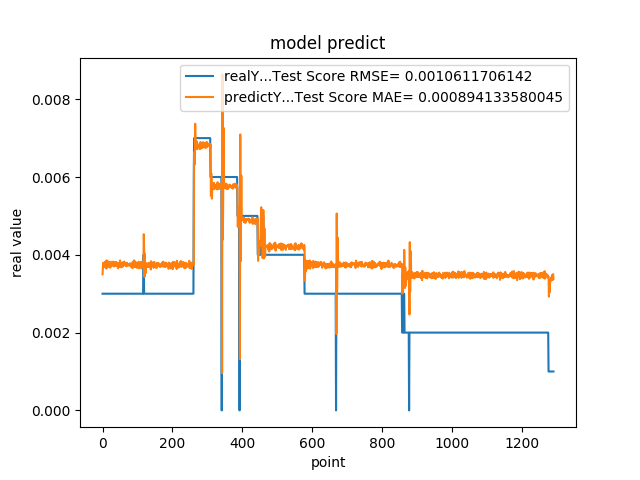 model predict
realY...Test Score RMSE= 0.0010611706142
predictY...Test Score MAE= 0.000894133580045
real value
0.008
0.006
0.004
0.002
0.000
0 200 400 600 800 1000 1200
point